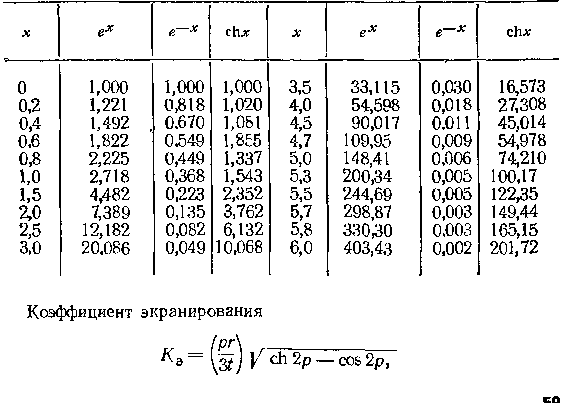 x e^x e^—x chx x e^x e^—x chx
0 1,000 1,000 1,000 3,5 33,115 0,030 16,573
0,2 1,221 0,818 1,020 4,0 54,598 0,018 27,308
0,4 1,492 0.670 1,081 4,5 90,017 0.011 45,014
0.6 1,822 0.549 1,855 4,7 109,95 0,009 54,978
0,8 2,225 0,449 1,337 5,0 148,41 0.006 74,210
1,0 2,718 0,368 1,543 5,3 200,34 0,005 100,17
1,5 4,482 0,223 2,352 5,5 244,69 0,005 122,35
2,0 7,389 0,135 3,762 5,7 298,87 0,003 149,44
2,5 12,182 0,082 6,132 5,8 330,30 0.003 165,15
3,0 20,086 0,049 10,068 6,0 403,43 0,002 201,72
Коэффициент экранирования
K_э = (pr/3t) √ch 2p — cos 2p,